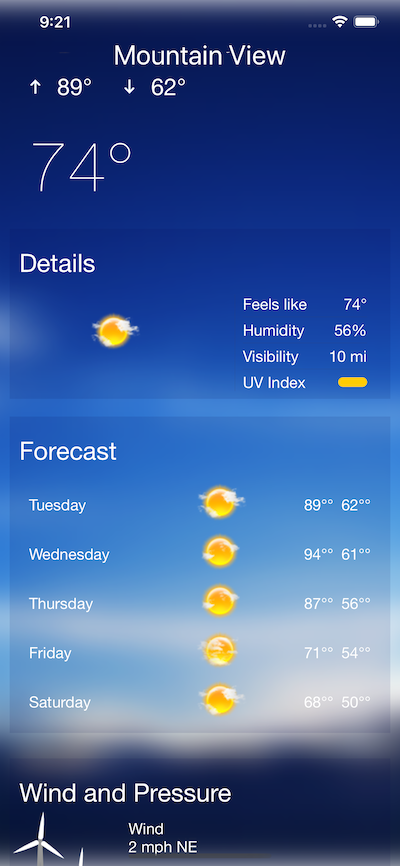 9:21
Mountain View
↑ 89° ↓ 62°
74°
Details
Feels like 74°
Humidity 56%
Visibility 10 mi
UV Index
Forecast
Tuesday 89°° 62°°
Wednesday 94°° 61°°
Thursday 87°° 56°°
Friday 71°° 54°°
Saturday 68°° 50°°
Wind and Pressure
Wind
2 mph NE